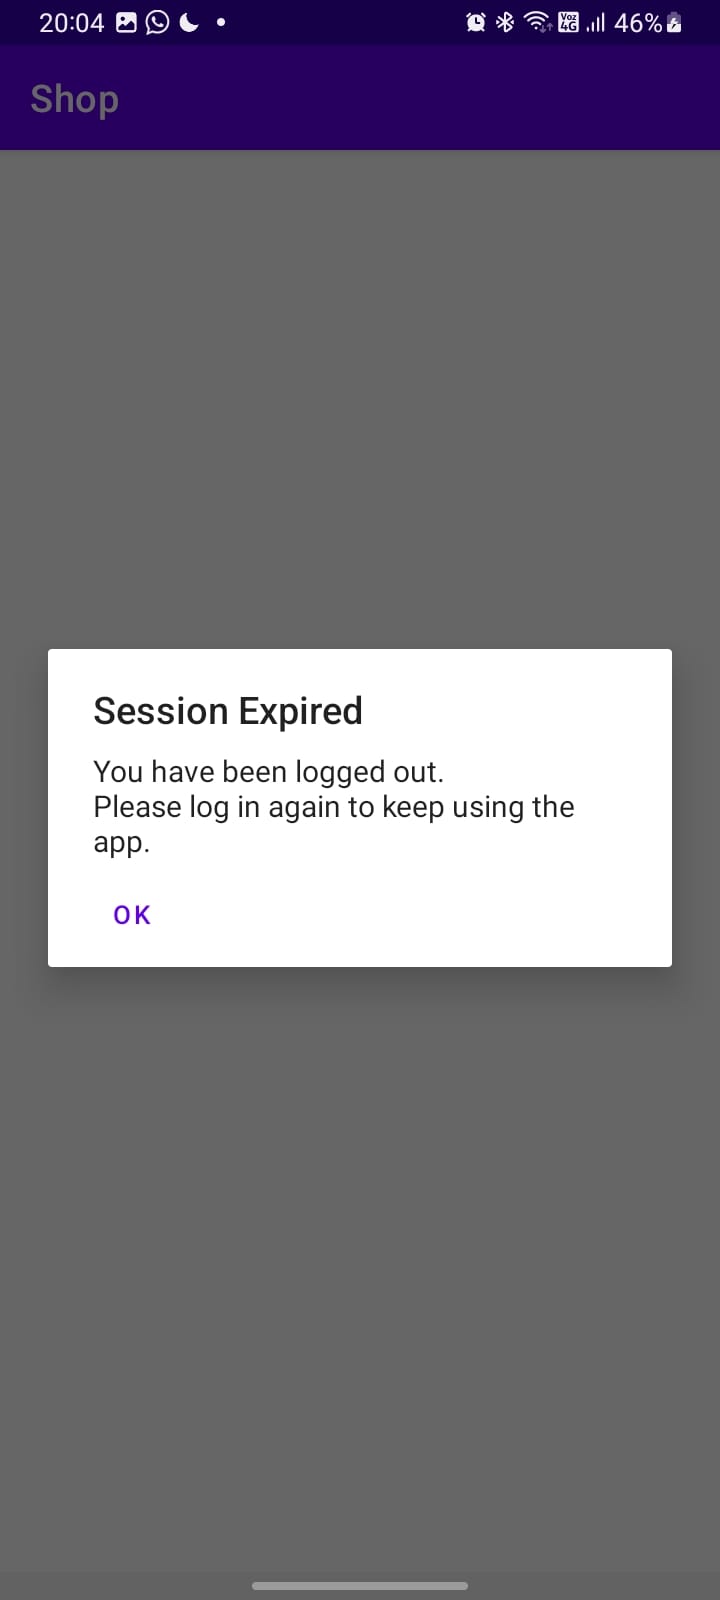 20:04
Voz 4G 46%
Shop
Session Expired
You have been logged out.
Please log in again to keep using the
app.
OK